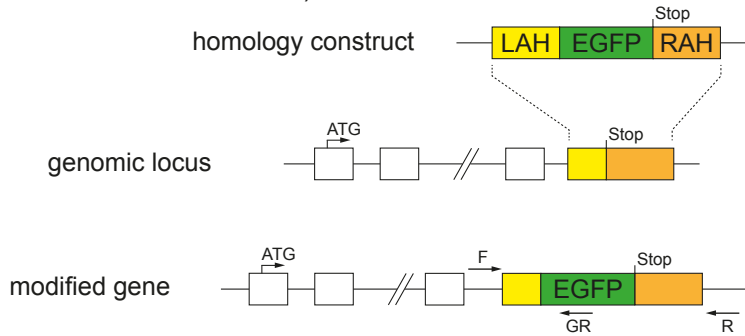 Stop
homology construct LAH EGFP RAH
ATG Stop
genomic locus
ATG F Stop
modified gene EGFP
GR R